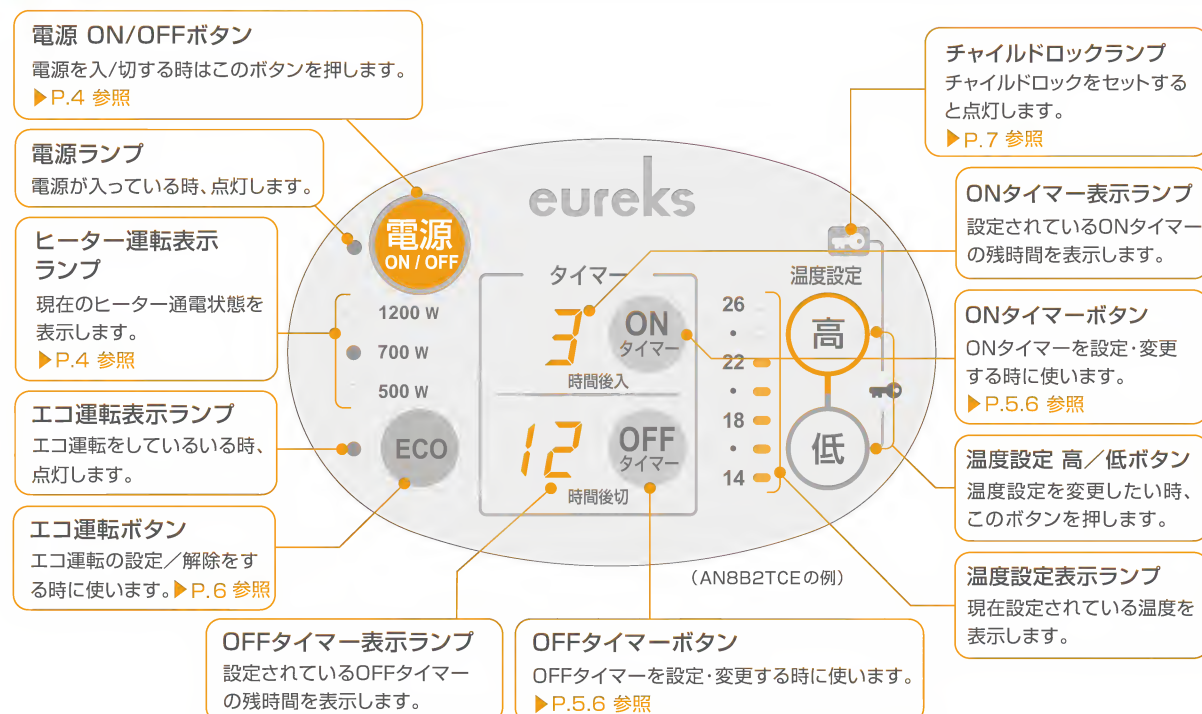 電源 ON/OFFボタン
電源を入/切する時はこのボタンを押します。
▶P.4 参照
電源ランプ
電源が入っている時、点灯します。
ヒーター運転表示
ランプ
現在のヒーター通電状態を
表示します。
▶P.4 参照
エコ運転表示ランプ
エコ運転をしているいる時、
点灯します。
エコ運転ボタン
エコ運転の設定／解除をす
る時に使います。▶P.6 参照
eureks
電源
ON / OFF
1200 W
700 W
500 W
ECO
タイマー
3
ON
タイマー
時間後入
12
OFF
タイマー
時間後切
26
・
22
・
18
・
14
温度設定
高
低
(AN8B2TCEの例)
チャイルドロックランプ
チャイルドロックをセットする
と点灯します。
▶P.7 参照
ONタイマー表示ランプ
設定されているONタイマー
の残時間を表示します。
ONタイマーボタン
ONタイマーを設定・変更
する時に使います。
▶P.5.6 参照
温度設定 高／低ボタン
温度設定を変更したい時、
このボタンを押します。
温度設定表示ランプ
現在設定されている温度を
表示します。
OFFタイマー表示ランプ
設定されているOFFタイマー
の残時間を表示します。
OFFタイマーボタン
OFFタイマーを設定・変更する時に使います。
▶P.5.6 参照